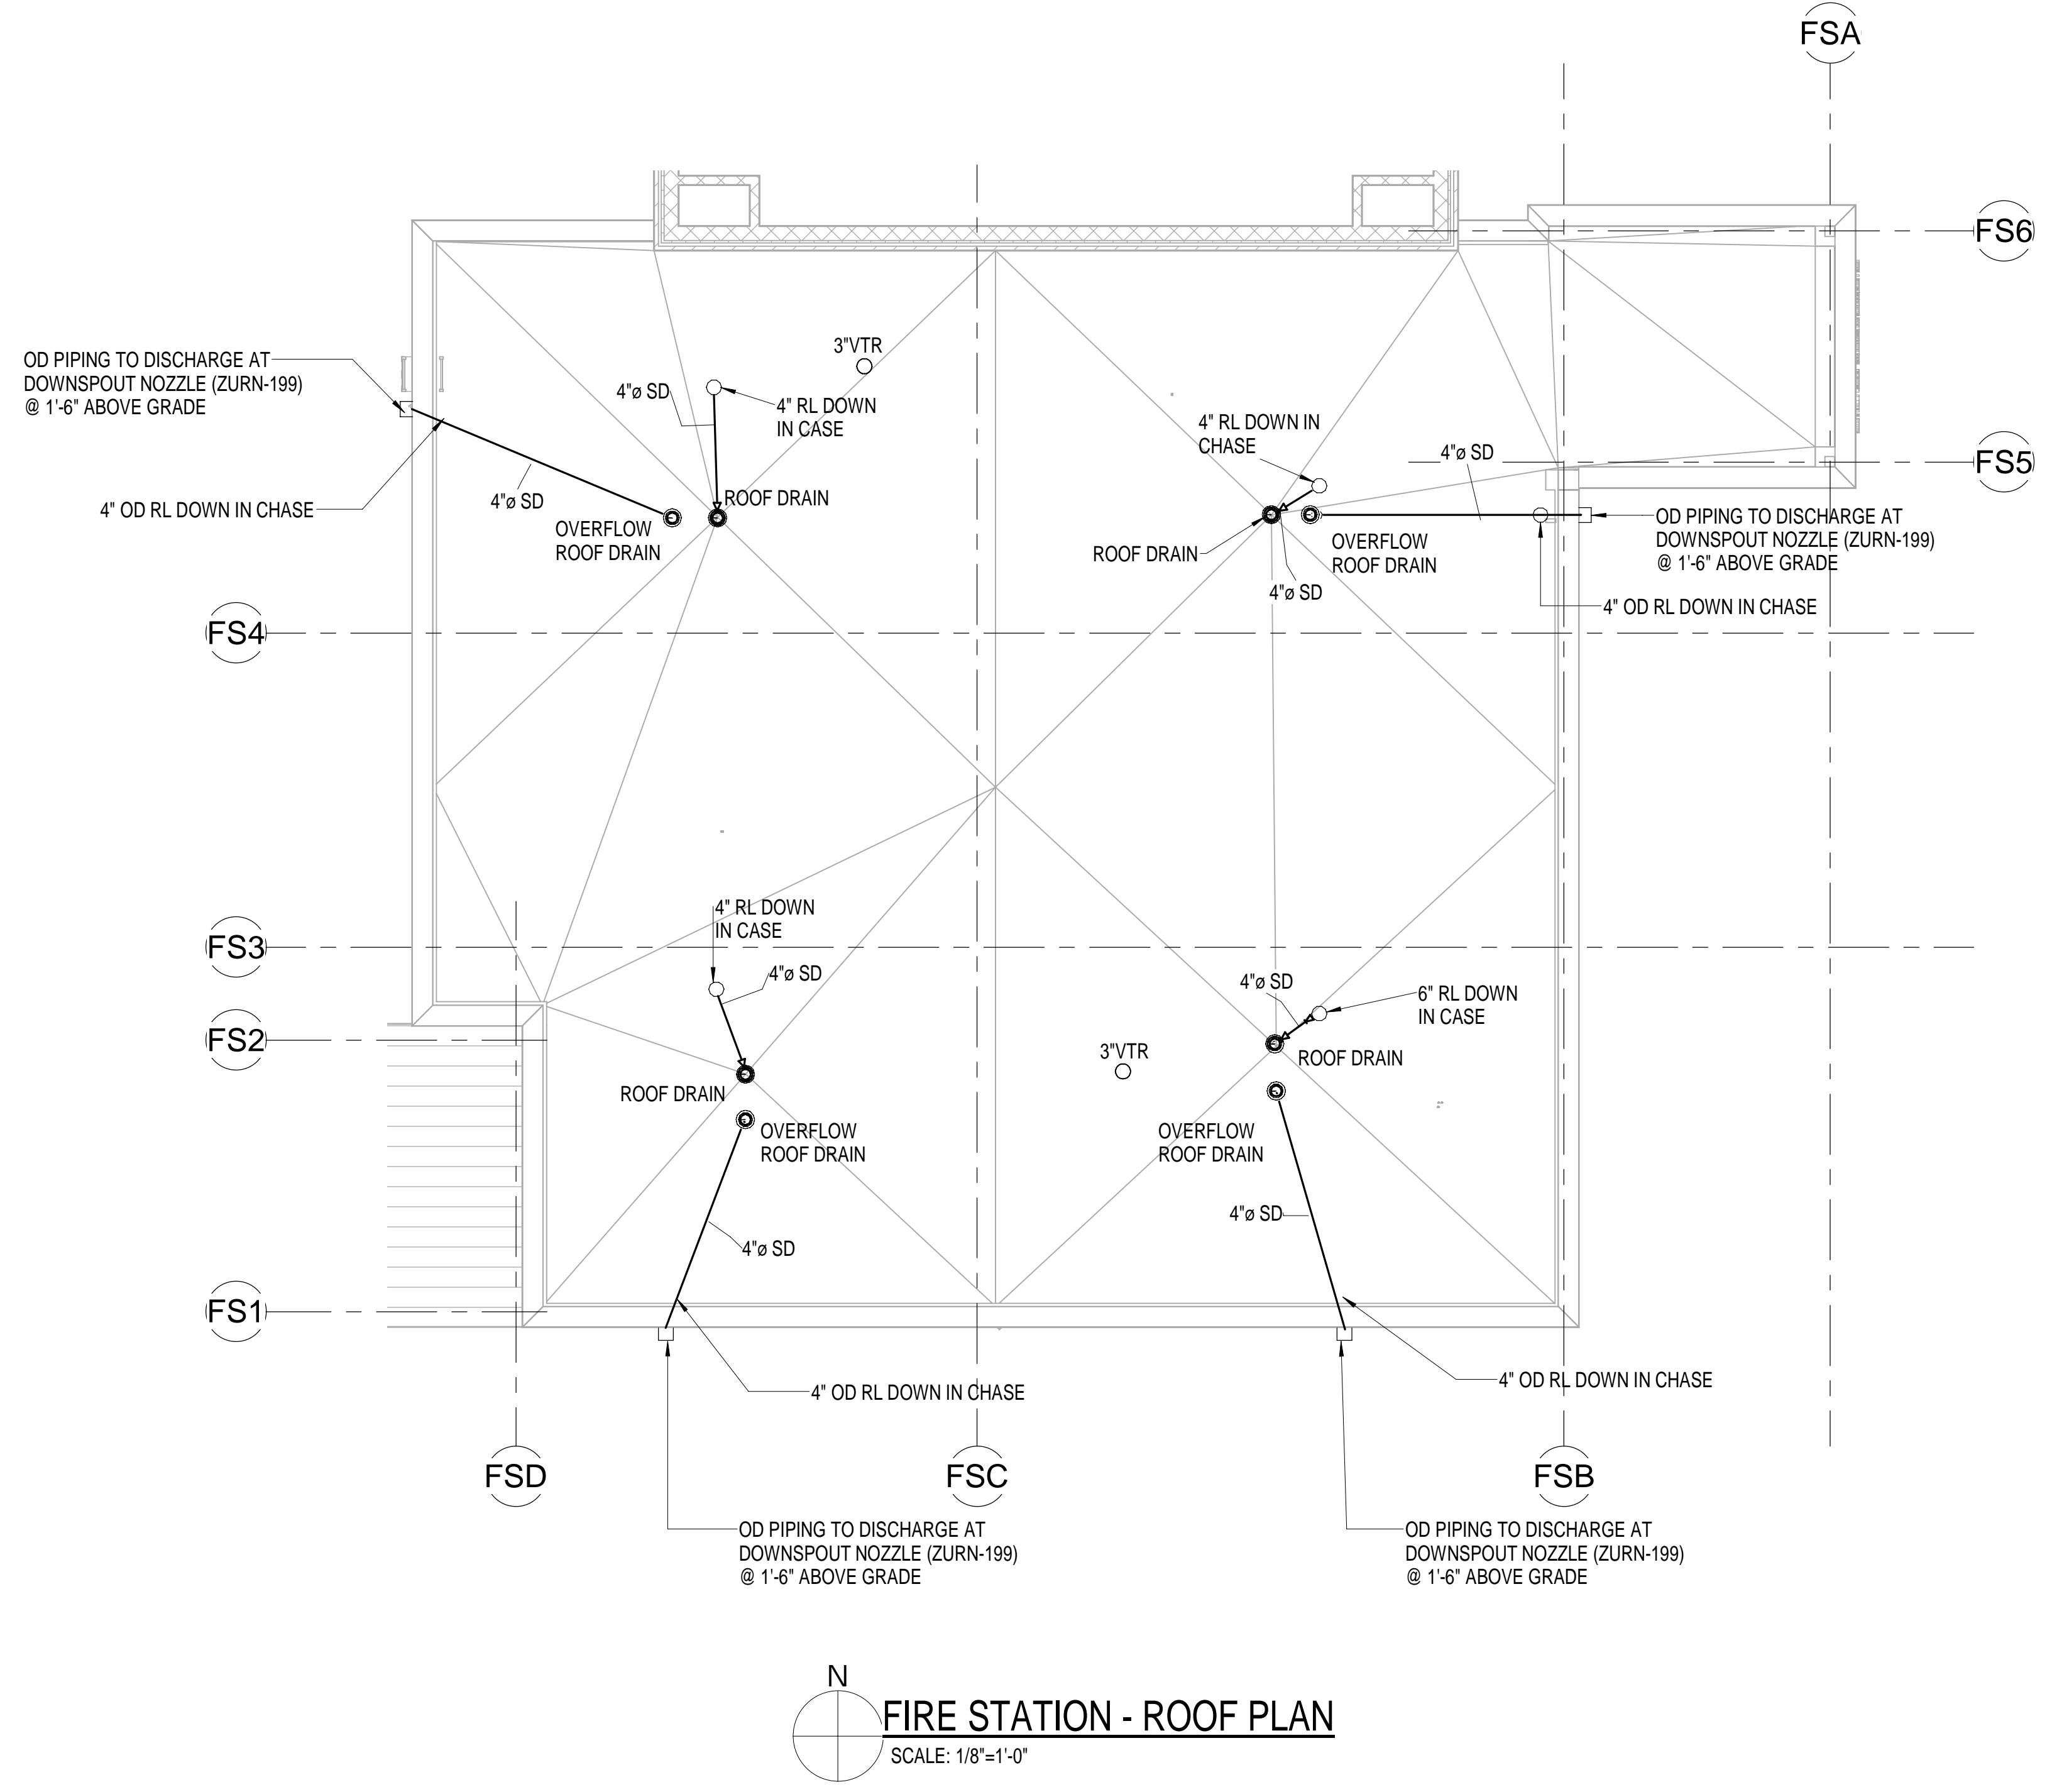 FSA
FS6
3"VTR
OD PIPING TO DISCHARGE AT
DOWNSPOUT NOZZLE (ZURN-199)
@ 1'-6" ABOVE GRADE
4"ø SD
4" RL DOWN
IN CASE
4" RL DOWN IN
CHASE
4"ø SD
FS5
4" OD RL DOWN IN CHASE
4"ø SD
ROOF DRAIN
OVERFLOW
ROOF DRAIN
ROOF DRAIN
OVERFLOW
ROOF DRAIN
4"ø SD
OD PIPING TO DISCHARGE AT
DOWNSPOUT NOZZLE (ZURN-199)
@ 1'-6" ABOVE GRADE
4" OD RL DOWN IN CHASE
FS4
4" RL DOWN
IN CASE
FS3
4"ø SD
4"ø SD
6" RL DOWN
IN CASE
FS2
3"VTR
ROOF DRAIN
ROOF DRAIN
OVERFLOW
ROOF DRAIN
OVERFLOW
ROOF DRAIN
4"ø SD
4"ø SD
FS1
4" OD RL DOWN IN CHASE
4" OD RL DOWN IN CHASE
FSD
FSC
FSB
OD PIPING TO DISCHARGE AT
DOWNSPOUT NOZZLE (ZURN-199)
@ 1'-6" ABOVE GRADE
OD PIPING TO DISCHARGE AT
DOWNSPOUT NOZZLE (ZURN-199)
@ 1'-6" ABOVE GRADE
N
FIRE STATION - ROOF PLAN
SCALE: 1/8"=1'-0"